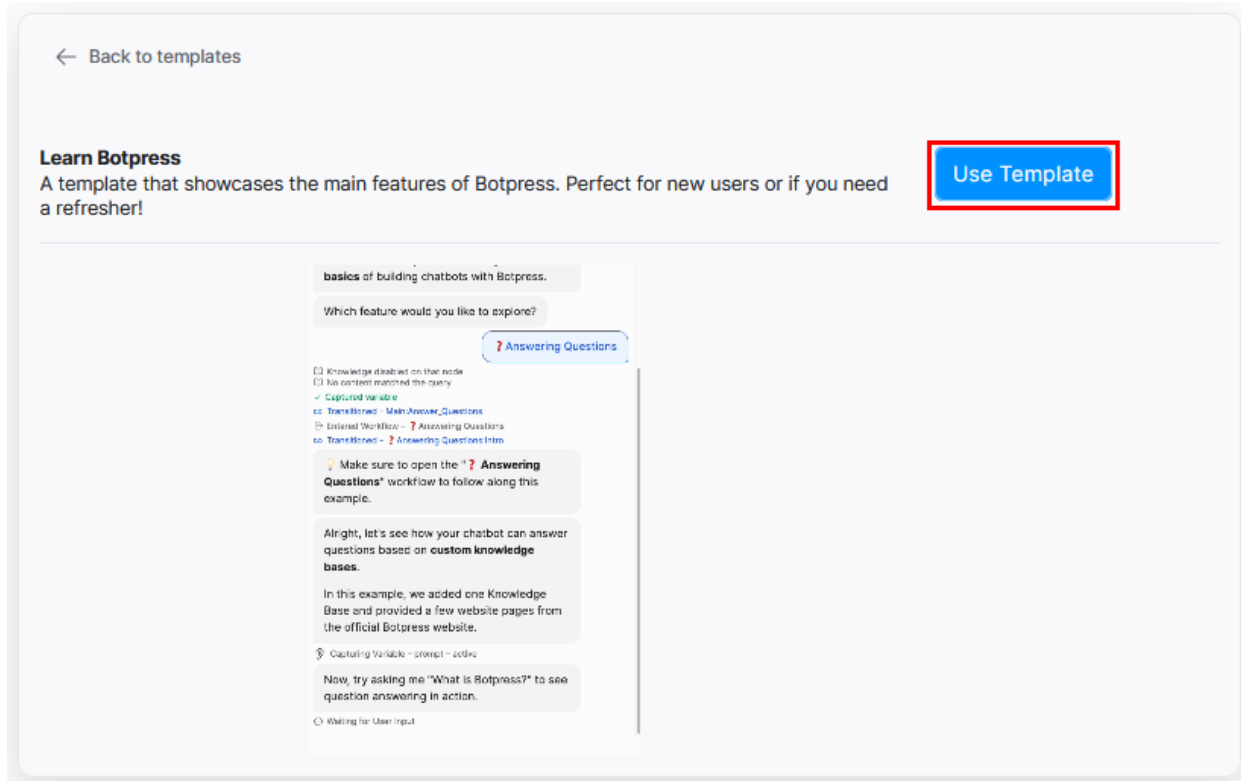 ← Back to templates
Learn Botpress
A template that showcases the main features of Botpress. Perfect for new users or if you need
a refresher!
Use Template
basics of building chatbots with Botpress.
Which feature would you like to explore?
❓ Answering Questions
Knowledge disabled on that node
No content matched the query
✓ Captured variable
Transitioned - Main:Answer_Questions
Entered Workflow - ❓ Answering Questions
Transitioned - ❓ Answering Questions Intro
💡 Make sure to open the "❓ Answering
Questions" workflow to follow along this
example.
Alright, let's see how your chatbot can answer
questions based on custom knowledge
bases.
In this example, we added one Knowledge
Base and provided a few website pages from
the official Botpress website.
Capturing Variable – prompt – active
Now, try asking me "What is Botpress?" to see
question answering in action.
Waiting for User Input